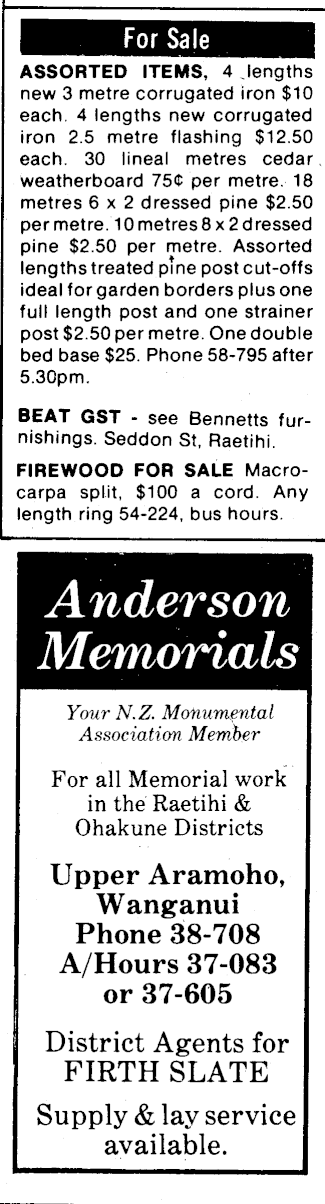 For Sale
ASSORTED ITEMS, 4 lengths
new 3 metre corrugated iron $10
each. 4 lengths new corrugated
iron 2.5 metre flashing $12.50
each. 30 lineal metres cedar
weatherboard 75¢ per metre. 18
metres 6 x 2 dressed pine $2.50
per metre. 10 metres 8 x 2 dressed
pine $2.50 per metre. Assorted
lengths treated pine post cut-offs
ideal for garden borders plus one
full length post and one strainer
post $2.50 per metre. One double
bed base $25. Phone 58-795 after
5.30pm.
BEAT GST - see Bennetts fur-
nishings. Seddon St, Raetihi.
FIREWOOD FOR SALE Macro-
carpa split, $100 a cord. Any
length ring 54-224, bus hours.
Anderson
Memorials
Your N.Z. Monumental
Association Member
For all Memorial work
in the Raetihi &
Ohakune Districts
Upper Aramoho,
Wanganui
Phone 38-708
A/Hours 37-083
or 37-605
District Agents for
FIRTH SLATE
Supply & lay service
available.